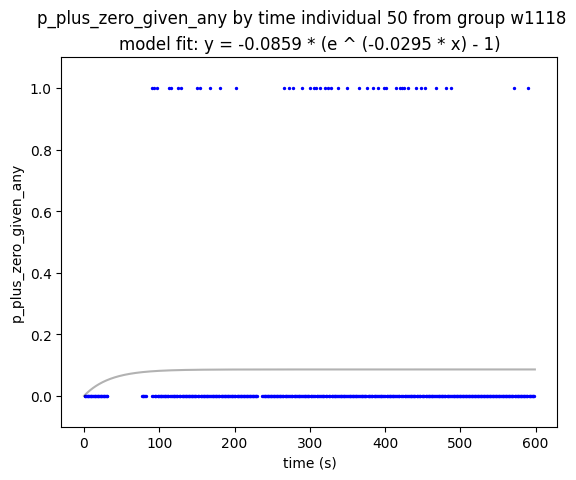 p_plus_zero_given_any by time individual 50 from group w1118
model fit: y = -0.0859 * (e ^ (-0.0295 * x) - 1)
1.0
0.8
0.6
0.4
0.2
0.0
p_plus_zero_given_any
0 100 200 300 400 500 600
time (s)